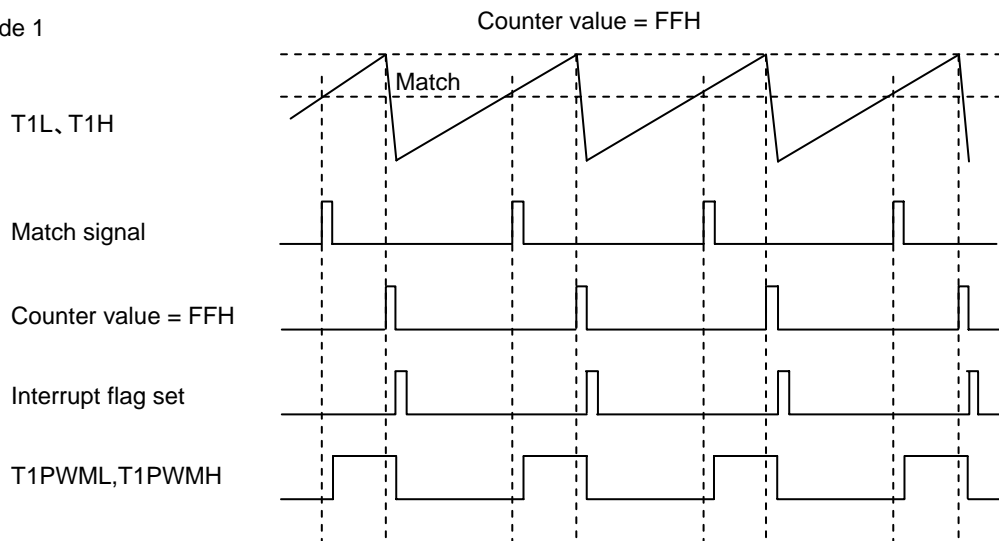 de 1
Counter value = FFH
Match
T1L、T1H
Match signal
Counter value = FFH
Interrupt flag set
T1PWML,T1PWMH